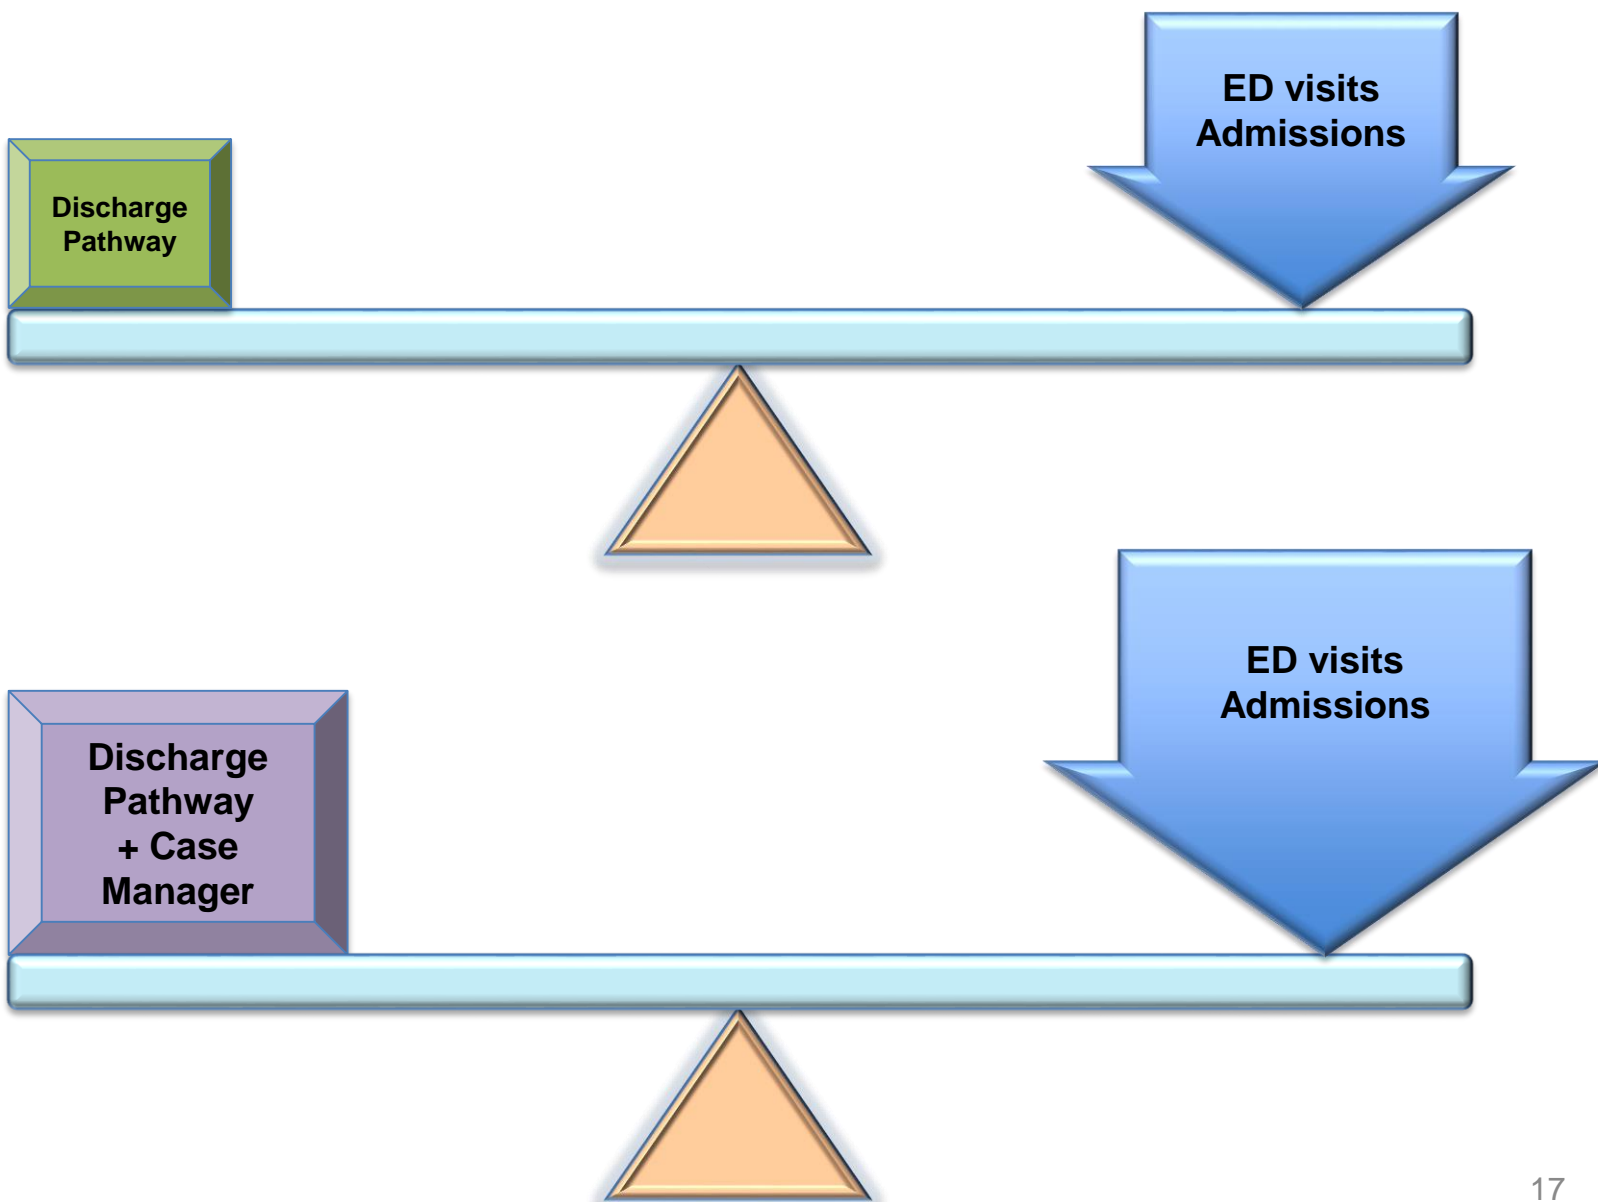 ED visits
Admissions
Discharge
Pathway
ED visits
Admissions
Discharge
Pathway
+ Case
Manager
17